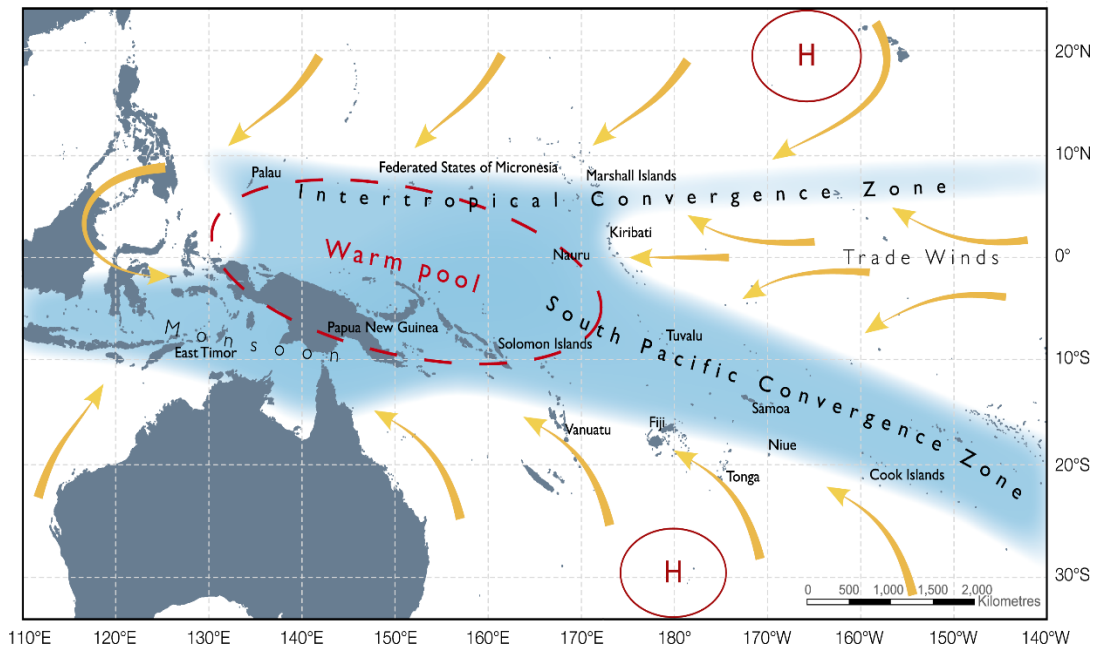 H
20°N
10°N
Palau
Federated States of Micronesia
Marshall Islands
Intertropical Convergence Zone
Kiribati
Warm pool
Nauru
Trade Winds
0°
South Pacific Convergence Zone
Monsoon
Papua New Guinea
Solomon Islands
Tuvalu
East Timor
10°S
Samoa
Vanuatu
Fiji
Niue
Tonga
Cook Islands
20°S
H
30°S
0 500 1,000 1,500 2,000
Kilometres
110°E 120°E 130°E 140°E 150°E 160°E 170°E 180° 170°W 160°W 150°W 140°W